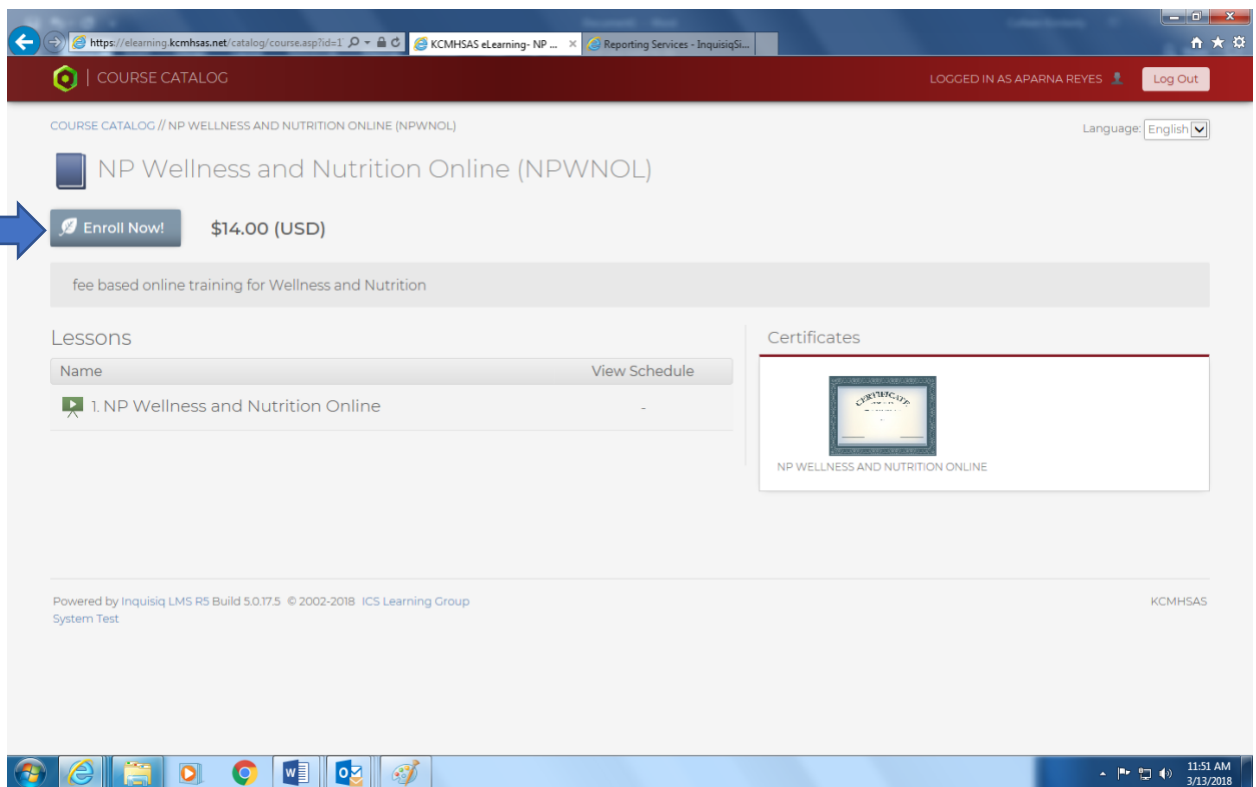 https://elearning.kcmhsas.net/catalog/course.asp?id=1
KCMHSAS eLearning- NP ...
Reporting Services - InquisiqSi...
COURSE CATALOG
LOGGED IN AS APARNA REYES
Log Out
COURSE CATALOG // NP WELLNESS AND NUTRITION ONLINE (NPWNOL)
Language: English
NP Wellness and Nutrition Online (NPWNOL)
Enroll Now!
$14.00 (USD)
fee based online training for Wellness and Nutrition
Lessons
Certificates
Name
View Schedule
1. NP Wellness and Nutrition Online
-
CERTIFICATE
NP WELLNESS AND NUTRITION ONLINE
Powered by Inquisiq LMS R5 Build 5.0.17.5 © 2002-2018 ICS Learning Group
KCMHSAS
System Test
11:51 AM
3/13/2018